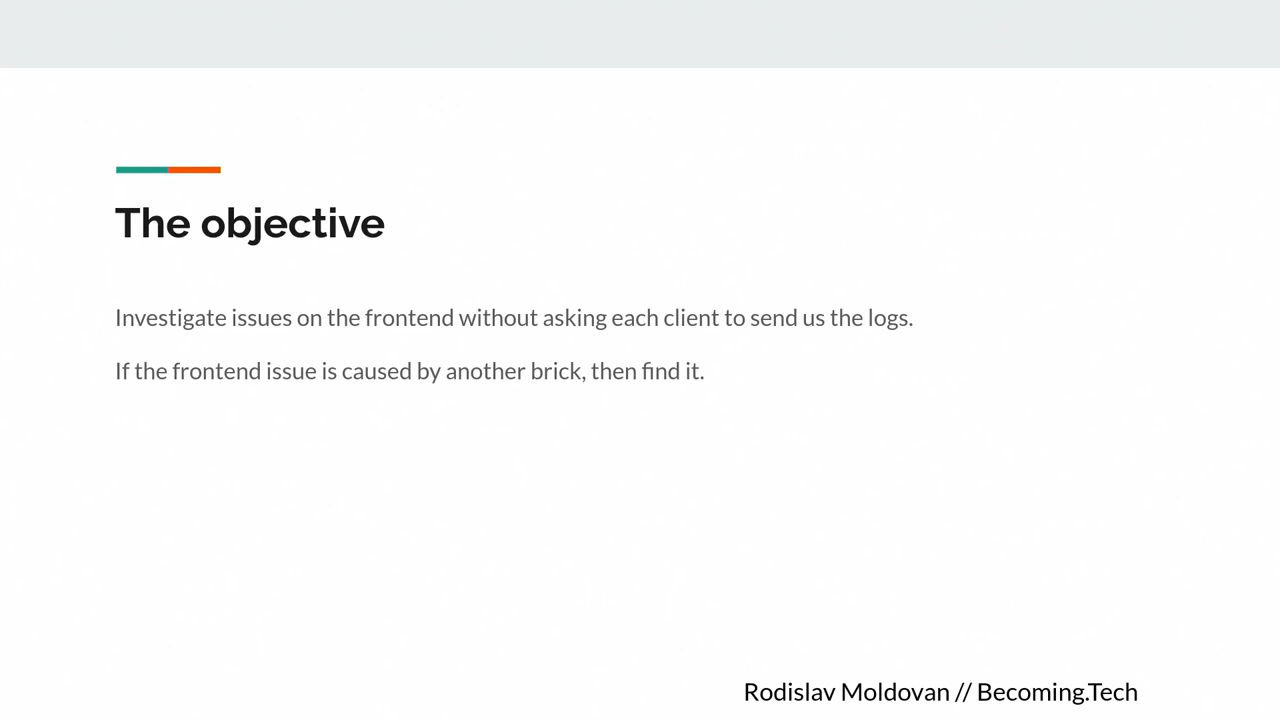 The objective
Investigate issues on the frontend without asking each client to send us the logs.
If the frontend issue is caused by another brick, then find it.
Rodislav Moldovan // Becoming.Tech